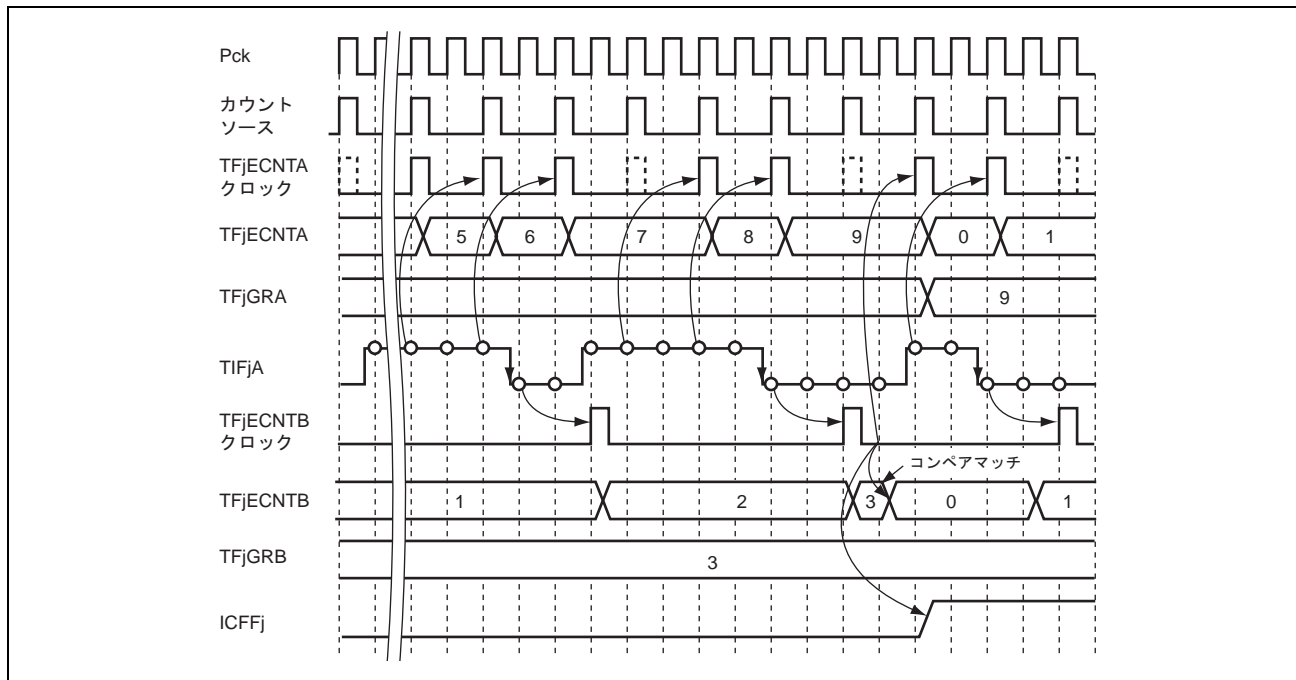 Pck
カウント
ソース
TFjECNTA
クロック
TFjECNTA
5 6 7 8 9 0 1
TFjGRA
9
TIFjA
TFjECNTB
クロック
コンペアマッチ
TFjECNTB
1 2 3 0 1
TFjGRB
3
ICFFj